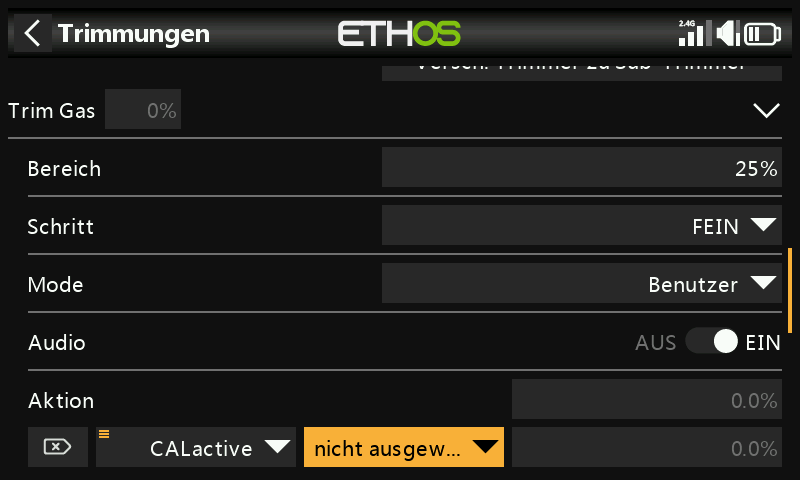 Trimmungen
ETHOS
2.4G
Versch. Trimmer zu Sub-Trimmer
Trim Gas 0%
Bereich 25%
Schritt FEIN
Mode Benutzer
Audio AUS EIN
Aktion 0.0%
CALactive nicht ausgew... 0.0%